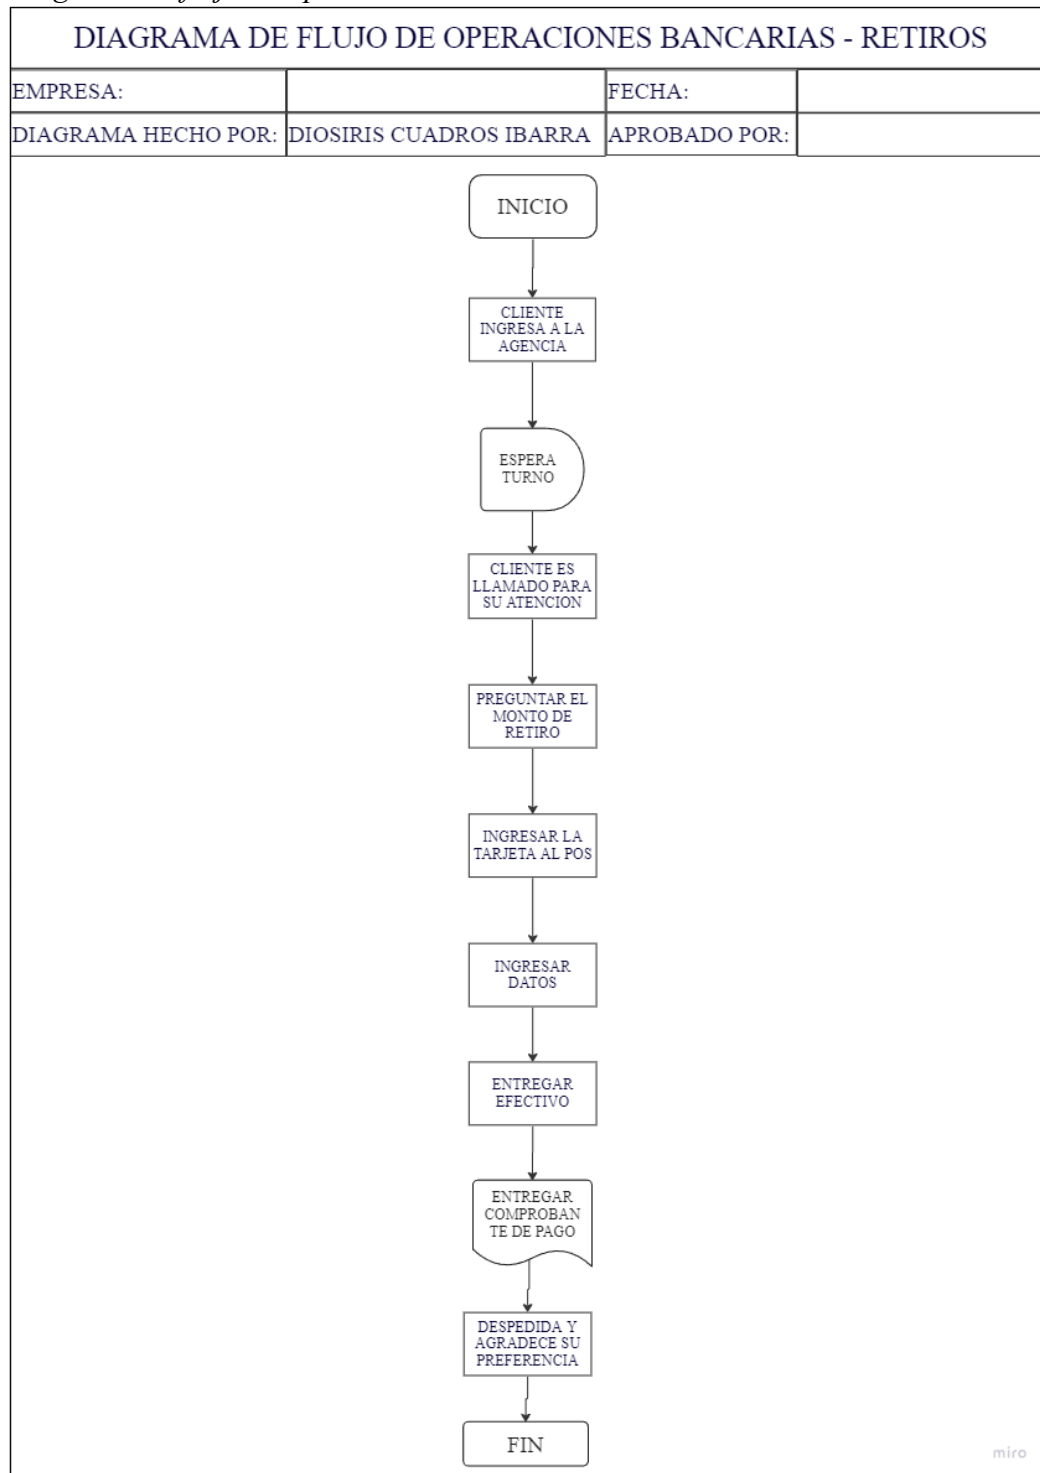 DIAGRAMA DE FLUJO DE OPERACIONES BANCARIAS - RETIROS
EMPRESA:
FECHA:
DIAGRAMA HECHO POR:
DIOSIRIS CUADROS IBARRA
APROBADO POR:
INICIO
CLIENTE
INGRESA A LA
AGENCIA
ESPERA
TURNO
CLIENTE ES
LLAMADO PARA
SU ATENCION
PREGUNTAR EL
MONTO DE
RETIRO
INGRESAR LA
TARJETA AL POS
INGRESAR
DATOS
ENTREGAR
EFECTIVO
ENTREGAR
COMPROBAN
TE DE PAGO
DESPEDIDA Y
AGRADECE SU
PREFERENCIA
FIN
miro